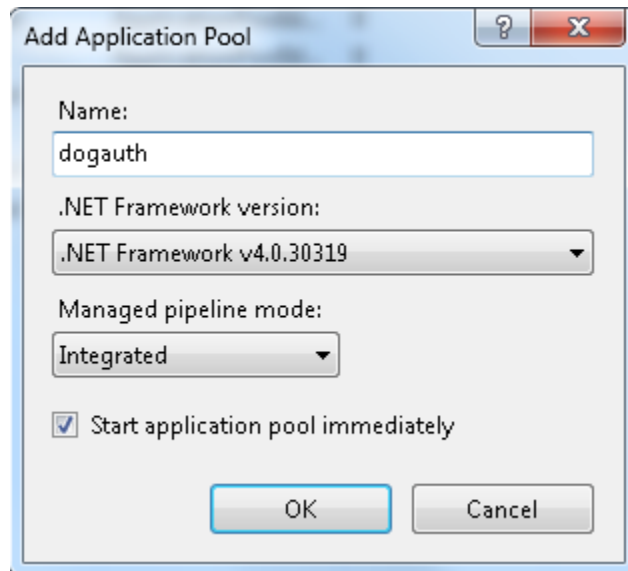 Add Application Pool
Name:
dogauth
.NET Framework version:
.NET Framework v4.0.30319
Managed pipeline mode:
Integrated
Start application pool immediately
OK
Cancel